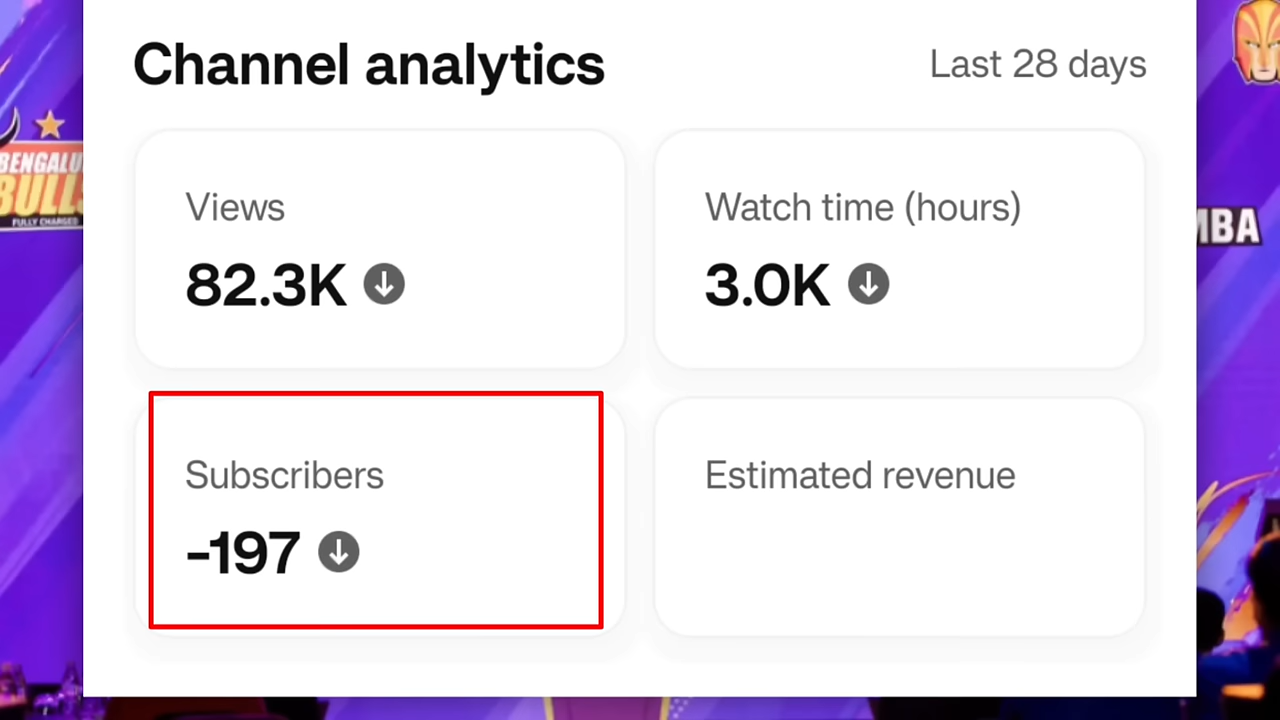 Channel analytics
Last 28 days
Views
82.3K
Watch time (hours)
3.0K
Subscribers
-197
Estimated revenue
BENGALU
BULLS
FULLY CHARGED
MBA